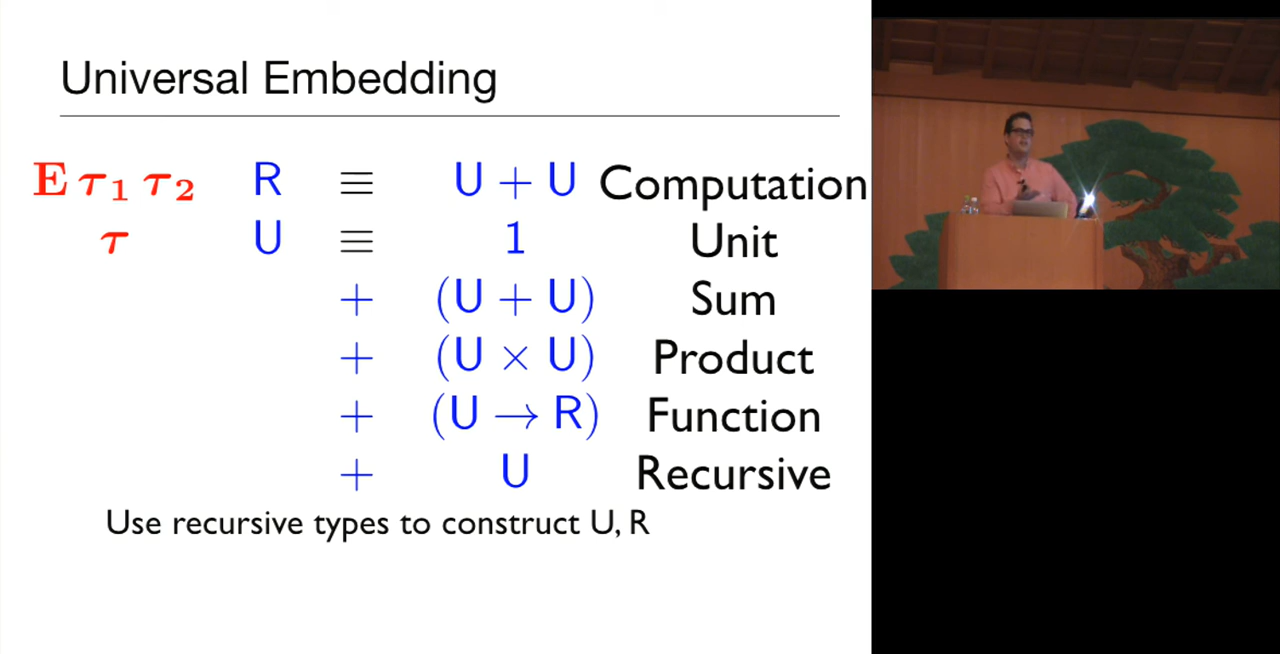 Universal Embedding
E τ₁ τ₂ R ≡ U + U Computation
τ U ≡ 1 Unit
+ (U + U) Sum
+ (U × U) Product
+ (U → R) Function
+ U Recursive
Use recursive types to construct U, R